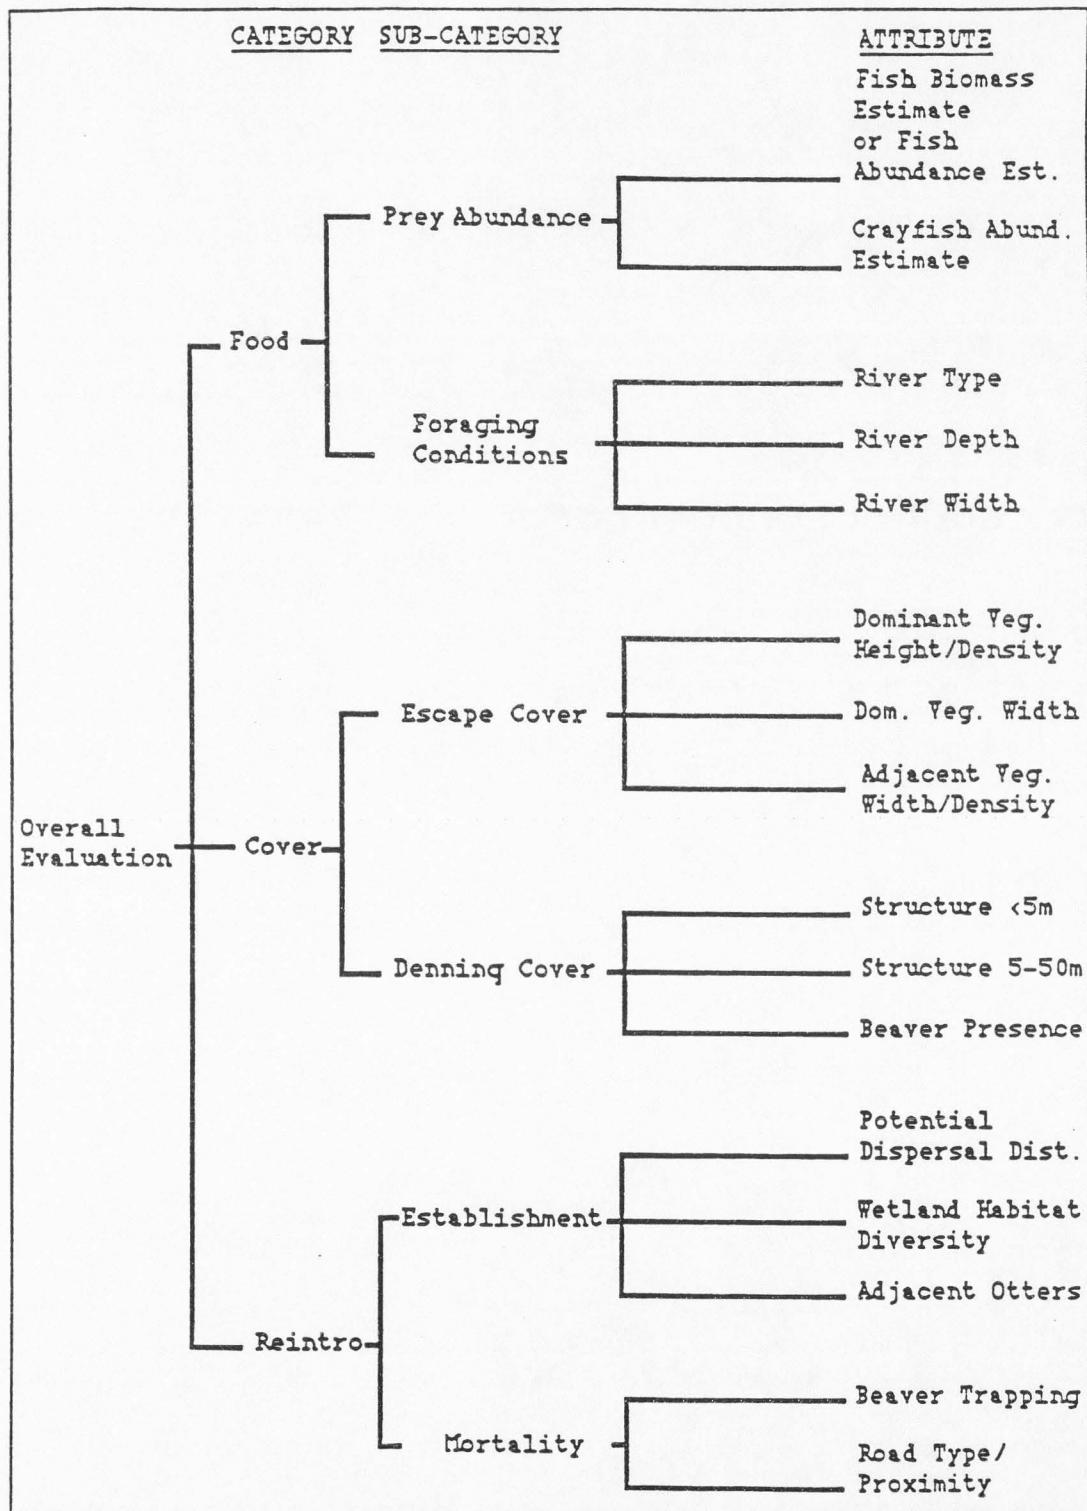 CATEGORY SUB-CATEGORY ATTRIBUTE
Fish Biomass
Estimate
or Fish
Abundance Est.
Prey Abundance
Crayfish Abund.
Estimate
Food
River Type
Foraging
Conditions
River Depth
River Width
Dominant Veg.
Height/Density
Escape Cover
Dom. Veg. Width
Adjacent Veg.
Width/Density
Overall
Evaluation
Cover
Structure <5m
Denning Cover
Structure 5-50m
Beaver Presence
Potential
Dispersal Dist.
Establishment
Wetland Habitat
Diversity
Adjacent Otters
Reintro
Beaver Trapping
Mortality
Road Type/
Proximity